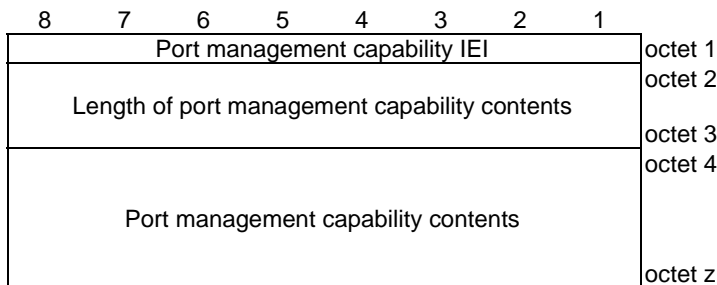 8 7 6 5 4 3 2 1
Port management capability IEI octet 1
octet 2
Length of port management capability contents
octet 3
octet 4
Port management capability contents
octet z